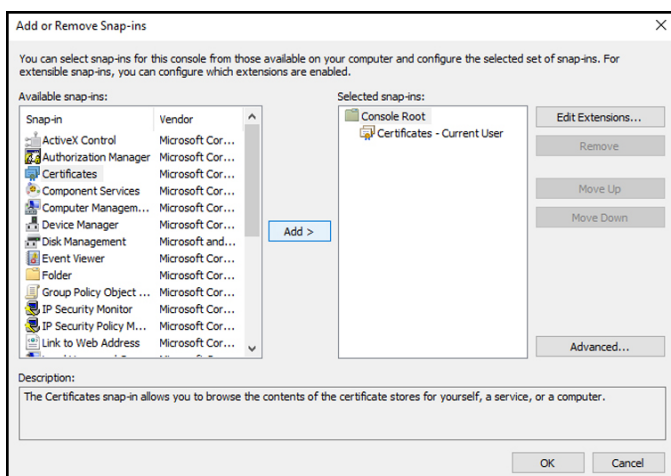 Add or Remove Snap-ins
You can select snap-ins for this console from those available on your computer and configure the selected set of snap-ins. For
extensible snap-ins, you can configure which extensions are enabled.
Available snap-ins:
Selected snap-ins:
Snap-in Vendor
ActiveX Control Microsoft Cor...
Authorization Manager Microsoft Cor...
Certificates Microsoft Cor...
Component Services Microsoft Cor...
Computer Managem... Microsoft Cor...
Device Manager Microsoft Cor...
Disk Management Microsoft and...
Event Viewer Microsoft Cor...
Folder Microsoft Cor...
Group Policy Object ... Microsoft Cor...
IP Security Monitor Microsoft Cor...
IP Security Policy M... Microsoft Cor...
Link to Web Address Microsoft Cor...
Add >
Console Root
Certificates - Current User
Edit Extensions...
Remove
Move Up
Move Down
Advanced...
Description:
The Certificates snap-in allows you to browse the contents of the certificate stores for yourself, a service, or a computer.
OK
Cancel